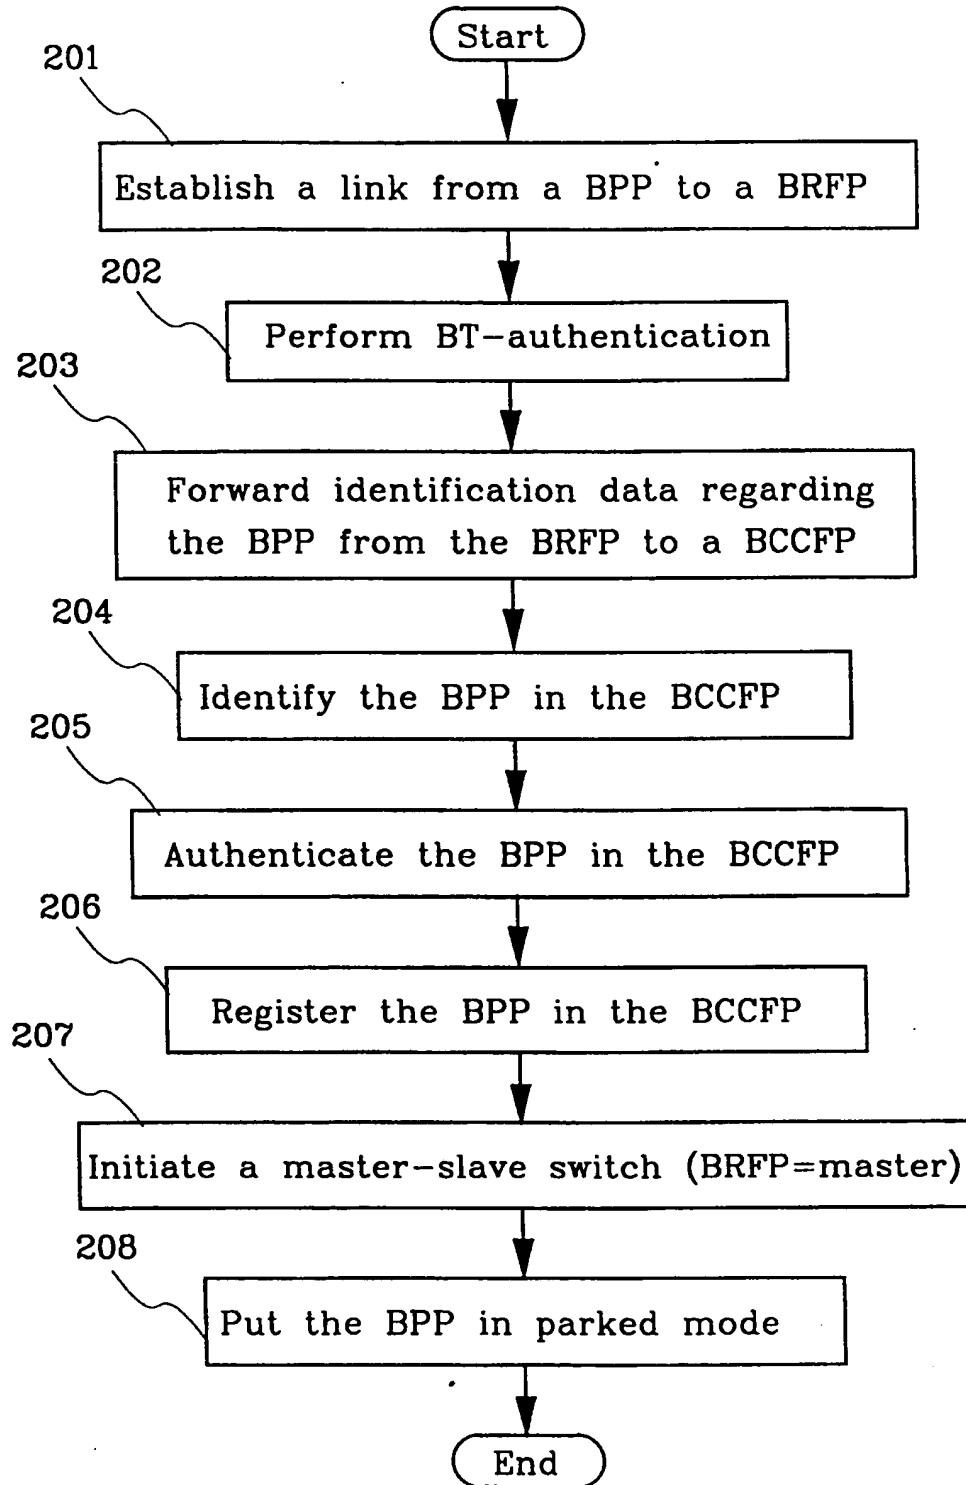 Start
201
Establish a link from a BPP to a BRFP
202
Perform BT-authentication
203
Forward identification data regarding
the BPP from the BRFP to a BCCFP
204
Identify the BPP in the BCCFP
205
Authenticate the BPP in the BCCFP
206
Register the BPP in the BCCFP
207
Initiate a master-slave switch (BRFP=master)
208
Put the BPP in parked mode
End